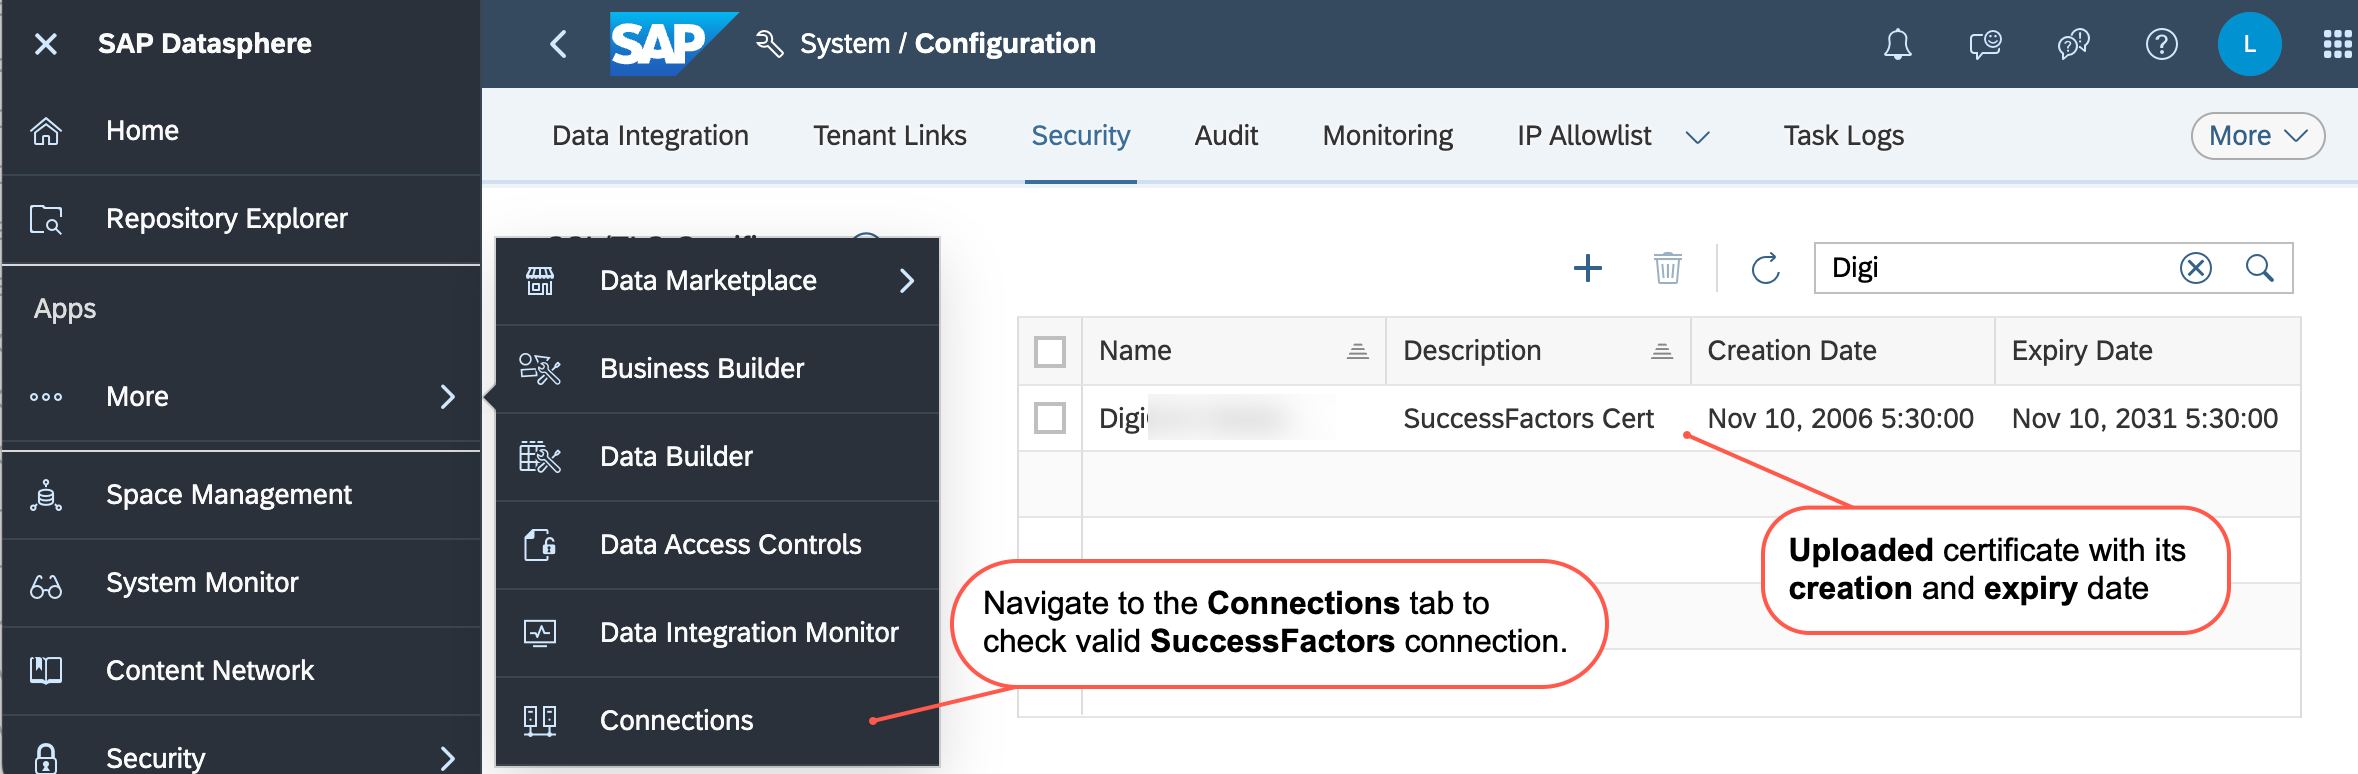 SAP Datasphere
Home
Repository Explorer
Apps
More
Space Management
System Monitor
Content Network
Security
SAP
System / Configuration
L
Data Integration
Tenant Links
Security
Audit
Monitoring
IP Allowlist
Task Logs
More
Data Marketplace
Business Builder
Data Builder
Data Access Controls
Data Integration Monitor
Connections
Digi
Name
Description
Creation Date
Expiry Date
Digi
SuccessFactors Cert
Nov 10, 2006 5:30:00
Nov 10, 2031 5:30:00
Uploaded certificate with its
creation and expiry date
Navigate to the Connections tab to
check valid SuccessFactors connection.